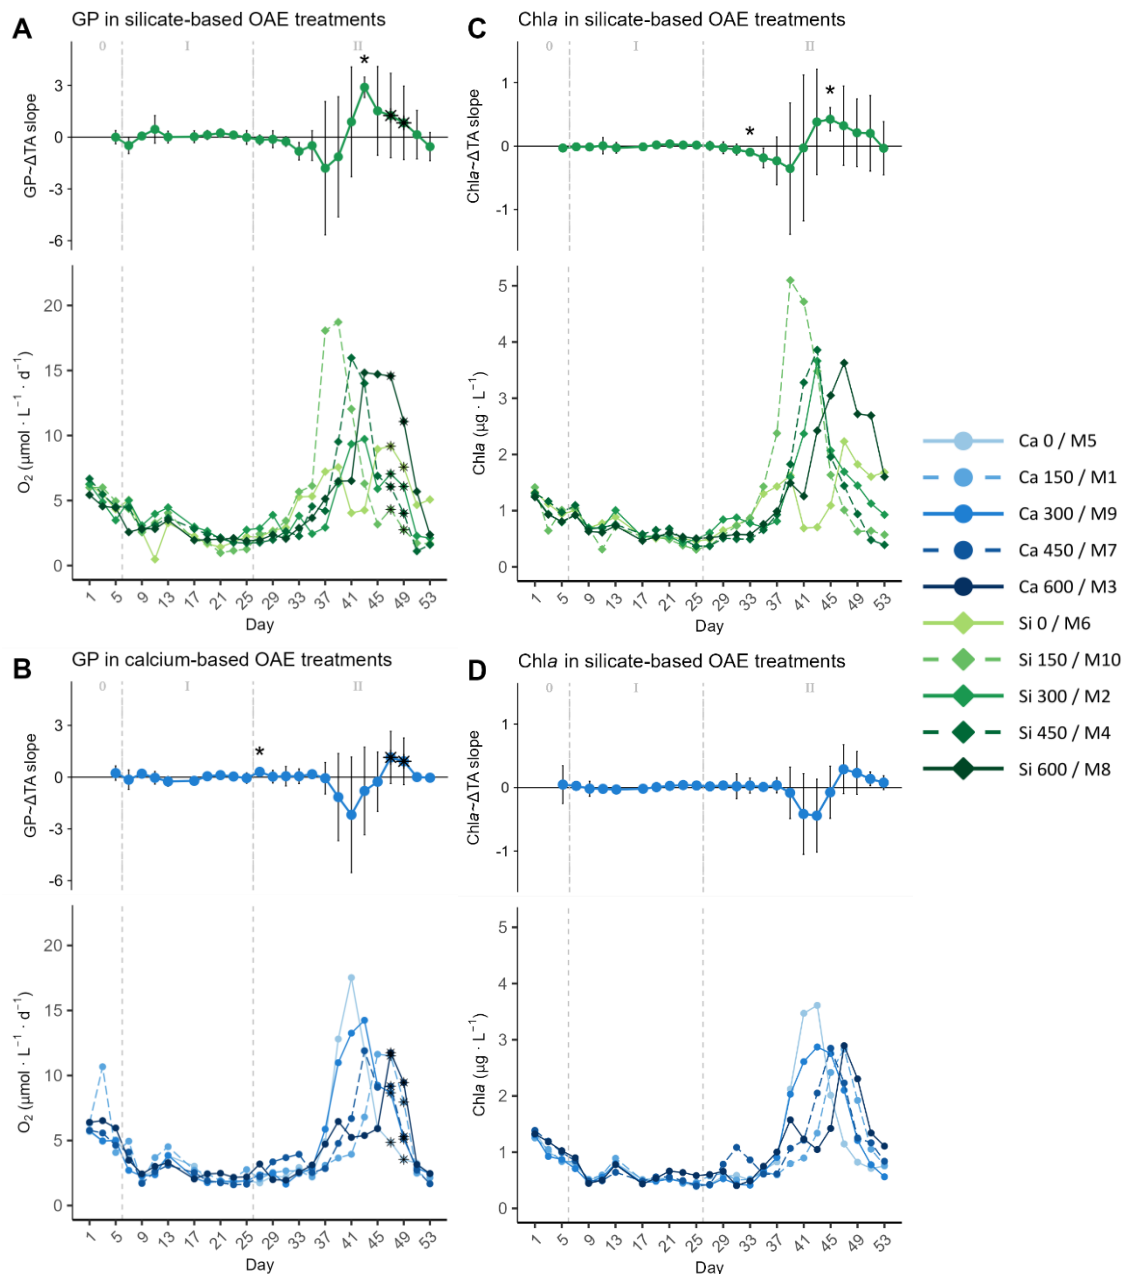 A
GP in silicate-based OAE treatments
0
I
II
*
GP~ΔTA slope
3
0
-3
-6
O2 (μmol · L−1 · d−1)
20
15
10
5
0
1
5
9
13
17
21
25
29
33
37
41
45
49
53
Day
C
Chla in silicate-based OAE treatments
0
I
II
*
*
Chla~ΔTA slope
1
0
-1
Chla (μg · L−1)
5
4
3
2
1
0
1
5
9
13
17
21
25
29
33
37
41
45
49
53
Day
B
GP in calcium-based OAE treatments
0
I
II
*
GP~ΔTA slope
3
0
-3
-6
O2 (μmol · L−1 · d−1)
20
15
10
5
0
1
5
9
13
17
21
25
29
33
37
41
45
49
53
Day
D
Chla in silicate-based OAE treatments
0
I
II
Chla~ΔTA slope
1
0
-1
Chla (μg · L−1)
5
4
3
2
1
0
1
5
9
13
17
21
25
29
33
37
41
45
49
53
Day
Ca 0 / M5
Ca 150 / M1
Ca 300 / M9
Ca 450 / M7
Ca 600 / M3
Si 0 / M6
Si 150 / M10
Si 300 / M2
Si 450 / M4
Si 600 / M8